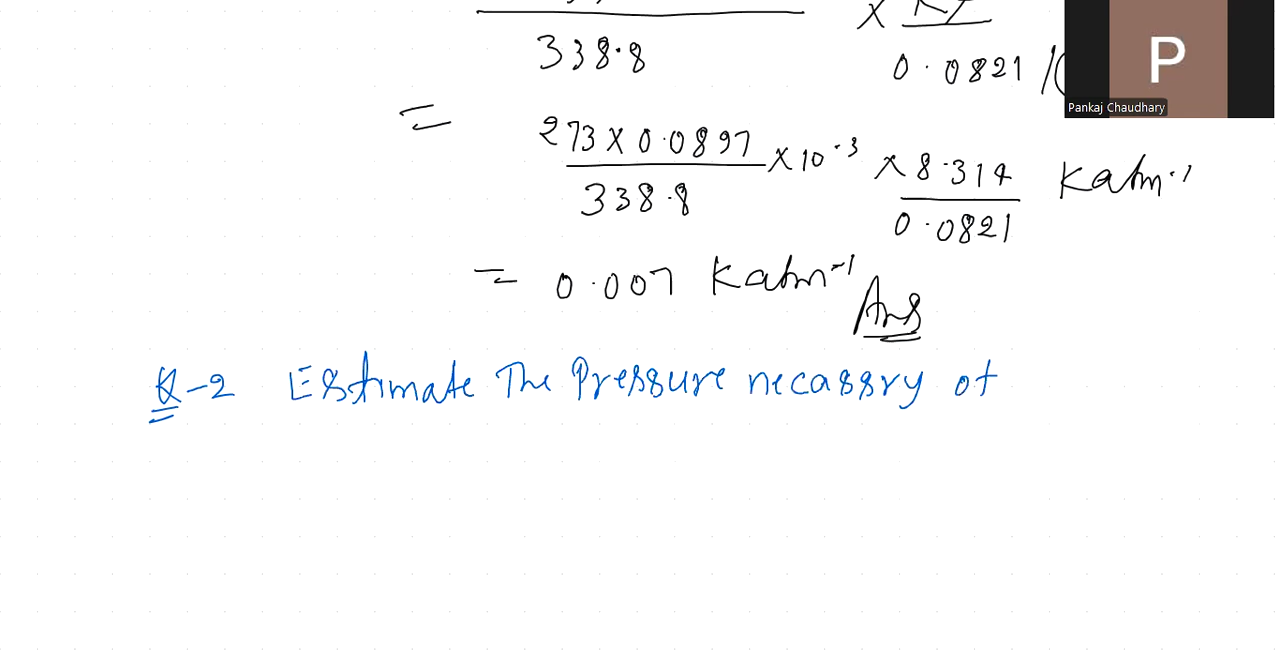 338.8
0.0821
P
Pankaj Chaudhary
= 273 × 0.0897 × 10⁻³ × 8.314 Katm⁻¹
338.8 0.0821
= 0.007 Katm⁻¹ Ans
Q-2 Estimate The Pressure necassry of